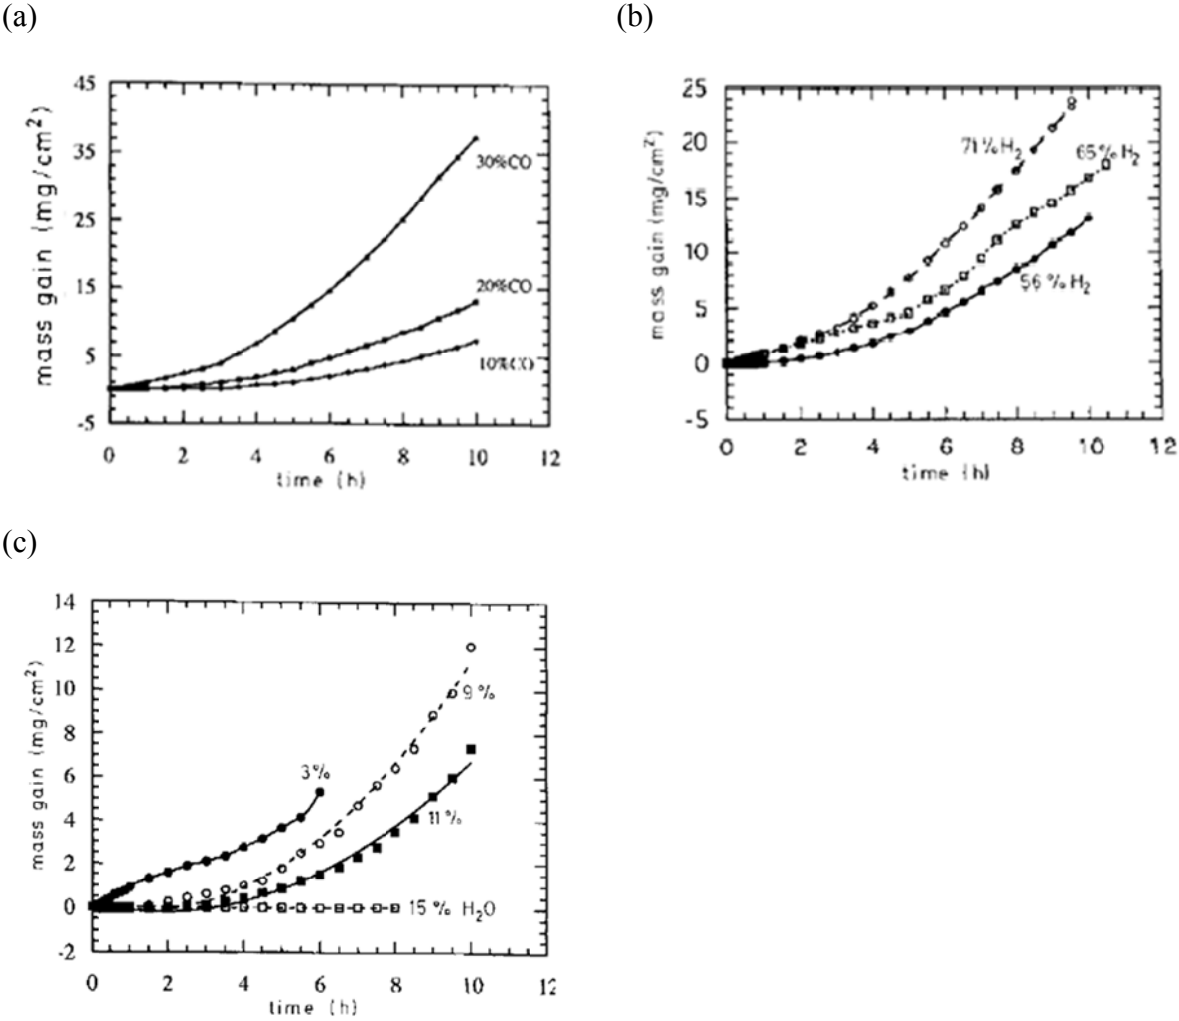 (a)
(b)
mass gain (mg/cm2)
45
35
25
15
5
-5
30%CO
20%CO
10%CO
0 2 4 6 8 10 12
time (h)
mass gain (mg/cm2)
25
20
15
10
5
0
-5
71%H2
65%H2
56%H2
0 2 4 6 8 10 12
time (h)
(c)
mass gain (mg/cm2)
14
12
10
8
6
4
2
0
-2
3%
9%
11%
15% H2O
0 2 4 6 8 10 12
time (h)